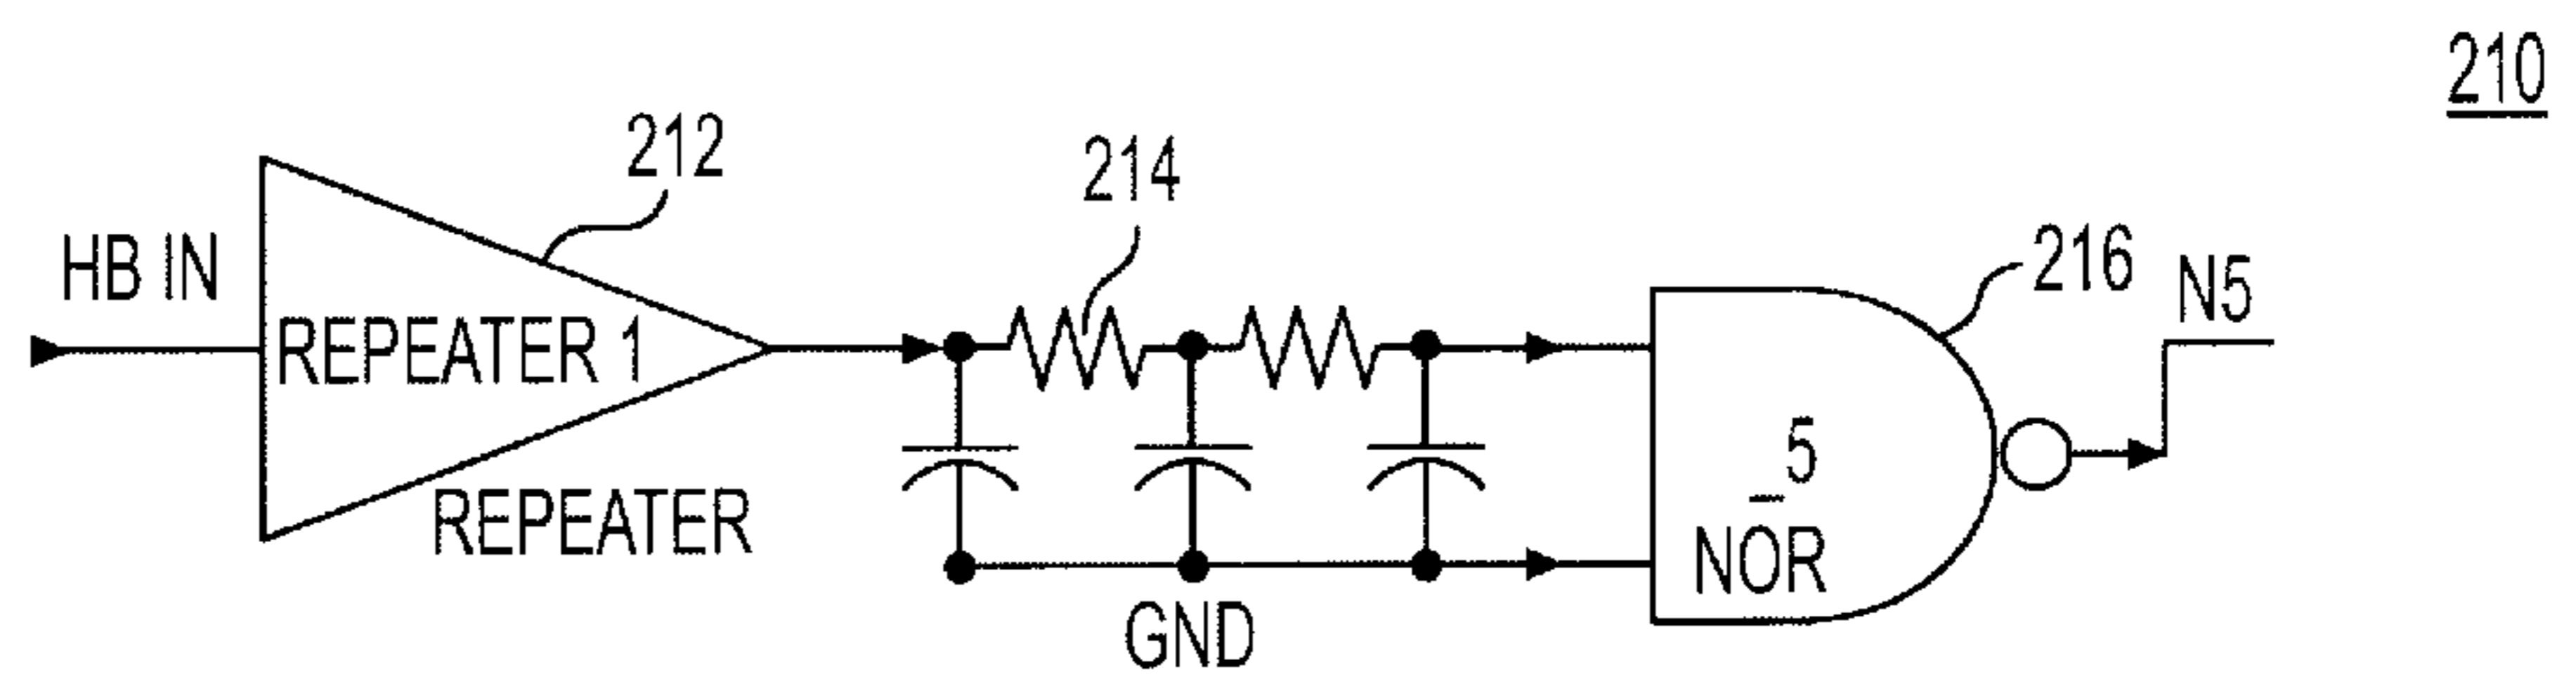 210
212
214
HB IN
216
N5
REPEATER 1
_5
REPEATER
NOR
GND